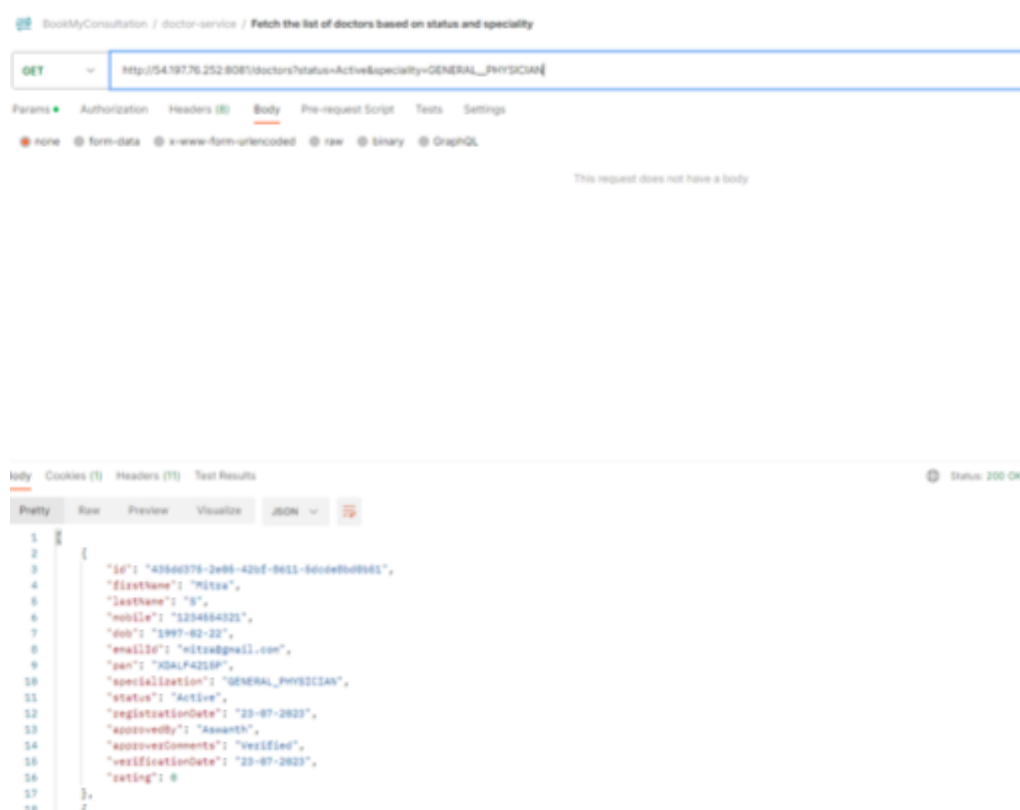 BookMyConsultation / doctor-service / Fetch the list of doctors based on status and speciality
GET http://54.197.76.252:8081/doctors?status=Active&speciality=GENERAL_PHYSICIAN
Params Authorization Headers (8) Body Pre-request Script Tests Settings
none form-data x-www-form-urlencoded raw binary GraphQL
This request does not have a body
Body Cookies (1) Headers (11) Test Results Status: 200 OK
Pretty Raw Preview Visualize JSON
1 [
2 {
3 "id":
4 "firstName": "Mitra",
5 "lastName": "S",
6 "mobile": "1234554321",
7 "dob": "1997-02-22",
8 "emailId": "mitra@gmail.com",
9 "pan":
10 "specialization": "GENERAL_PHYSICIAN",
11 "status": "Active",
12 "registrationDate": "23-07-2023",
13 "approvedBy": "Aswanth",
14 "approverComments": "Verified",
15 "verificationDate": "23-07-2023",
16 "rating": 0
17 },
18 {